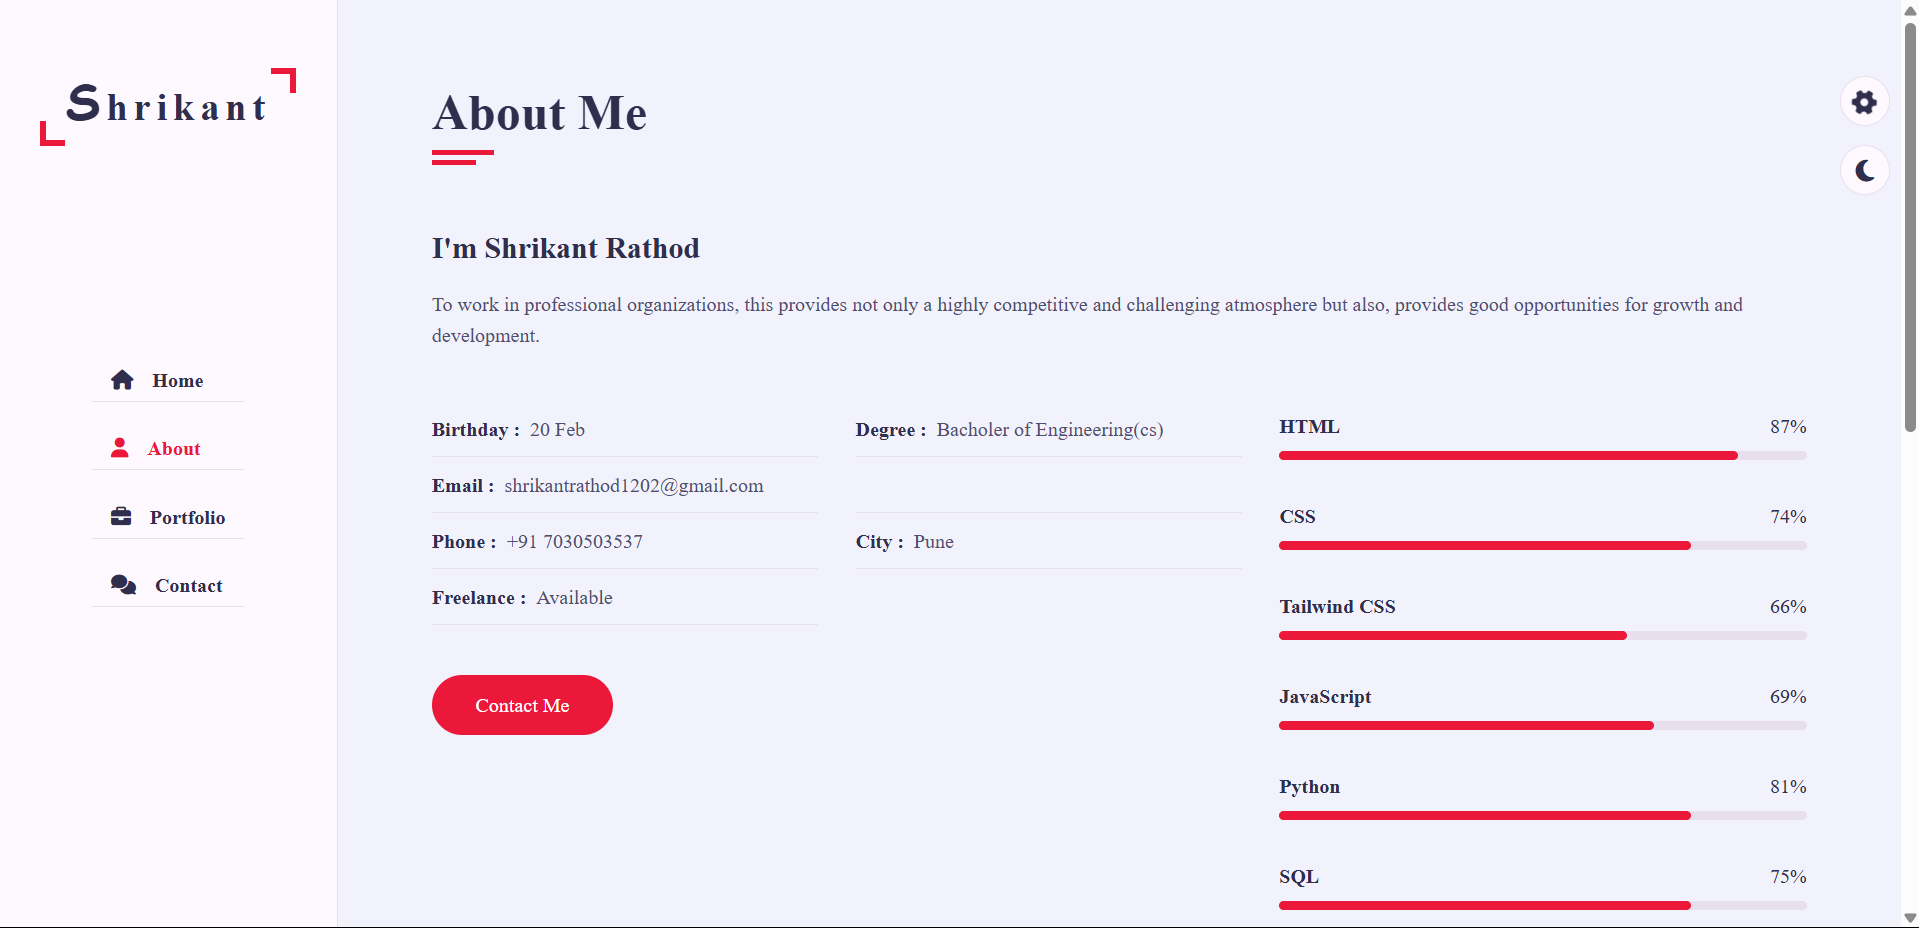 Shrikant
Home
About
Portfolio
Contact
About Me
I'm Shrikant Rathod
To work in professional organizations, this provides not only a highly competitive and challenging atmosphere but also, provides good opportunities for growth and
development.
Birthday : 20 Feb
Degree : Bacholer of Engineering(cs)
Email : shrikantrathod1202@gmail.com
Phone : +91 7030503537
City : Pune
Freelance : Available
Contact Me
HTML 87%
CSS 74%
Tailwind CSS 66%
JavaScript 69%
Python 81%
SQL 75%